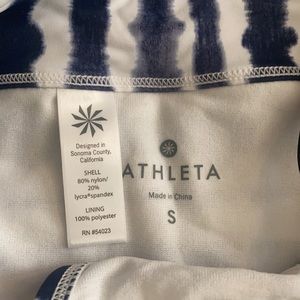 Designed in
Sonoma County,
California
SHELL
80% nylon/
20%
lycra®spandex
LINING
100% polyester
RN #54023
ATHLETA
Made in China
S